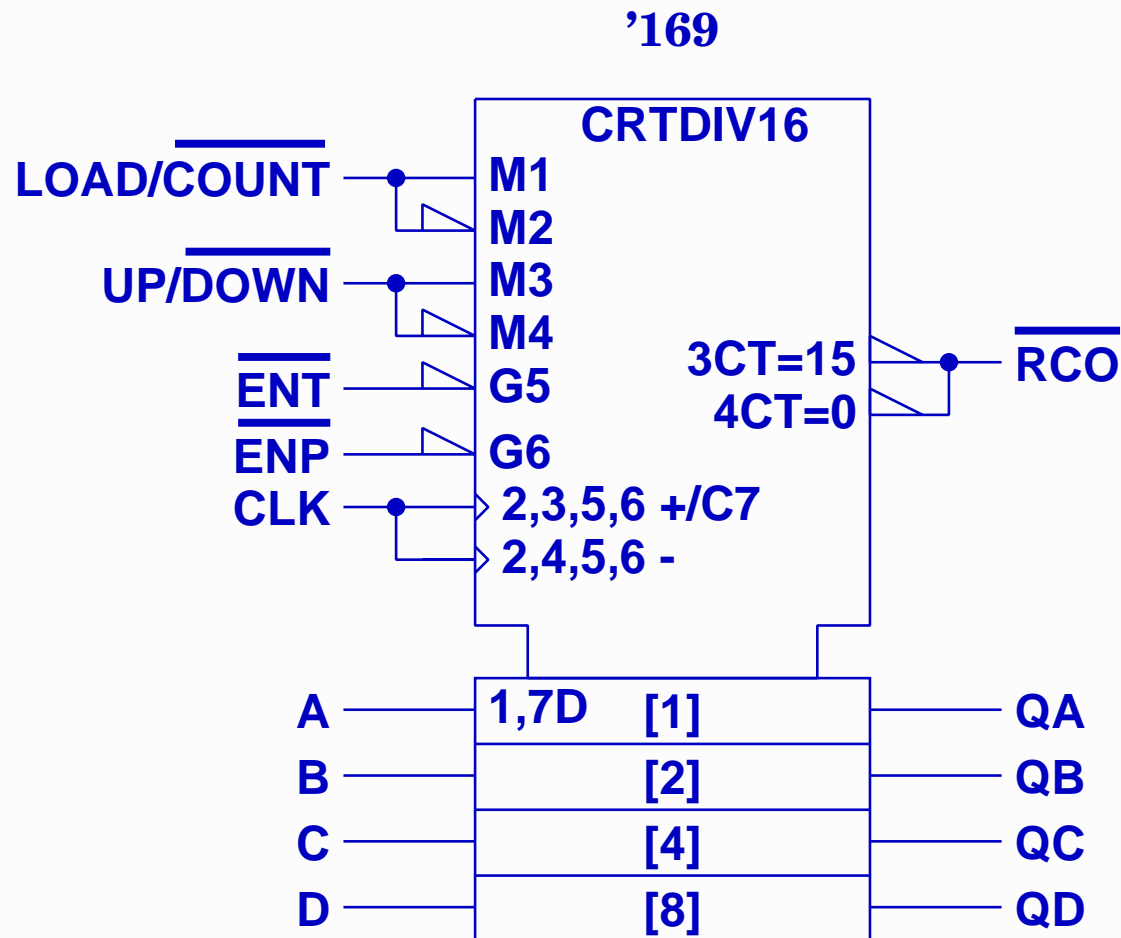 ’169
CRTDIV16
LOAD/COUNT M1
M2
UP/DOWN M3
M4
3CT=15 RCO
ENT G5
4CT=0
ENP G6
CLK 2,3,5,6 +/C7
2,4,5,6 -
A 1,7D [1] QA
B [2] QB
C [4] QC
D [8] QD